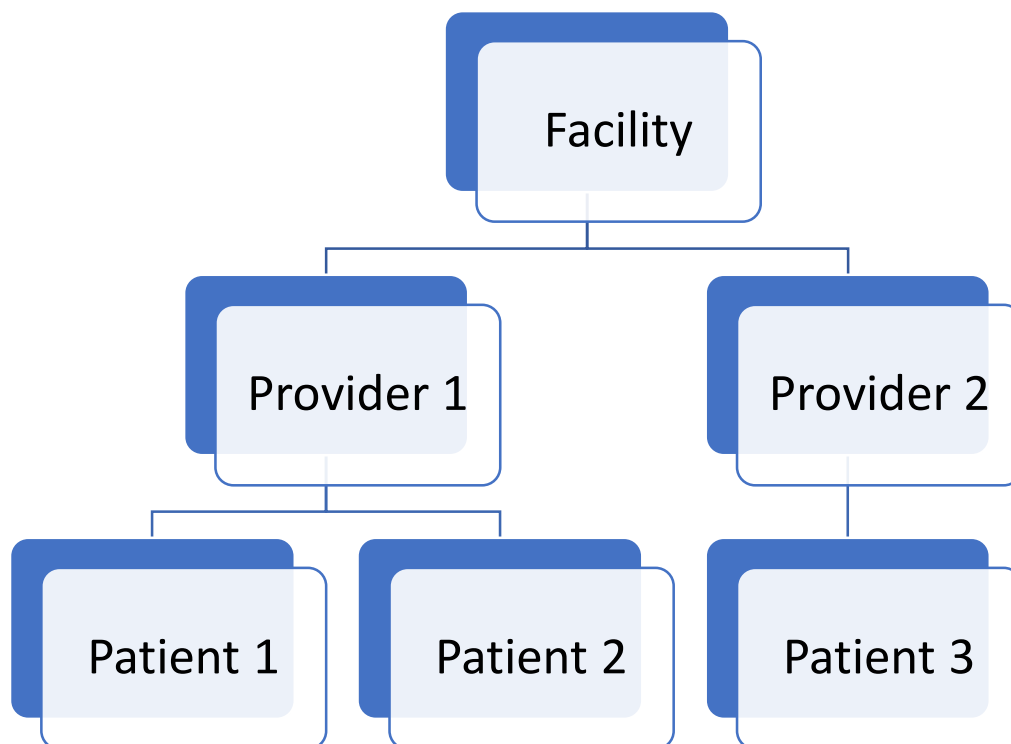 Facility
Provider 1
Provider 2
Patient 1
Patient 2
Patient 3